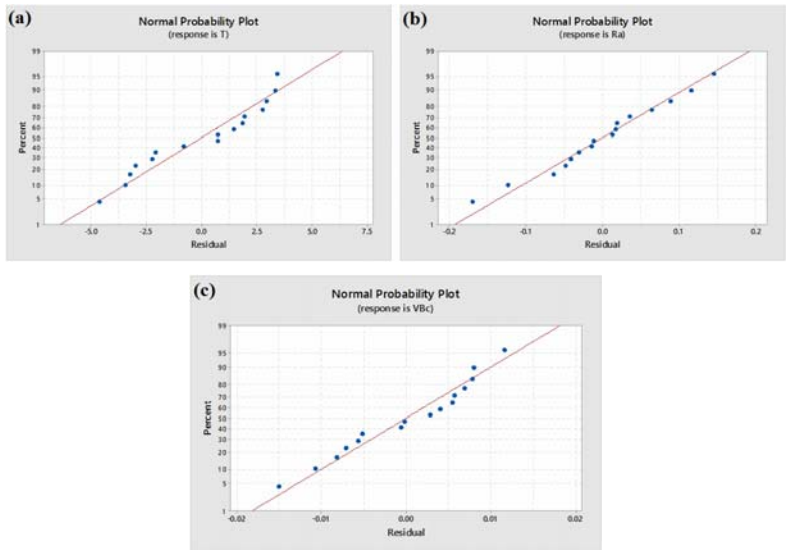 (a)
Normal Probability Plot
(response is T)
99
95
90
80
70
60
50
40
30
20
10
5
1
Percent
-5.0 -2.5 0.0 2.5 5.0 7.5
Residual
(b)
Normal Probability Plot
(response is Ra)
99
95
90
80
70
60
50
40
30
20
10
5
1
Percent
-0.2 -0.1 0.0 0.1 0.2
Residual
(c)
Normal Probability Plot
(response is VBc)
99
95
90
80
70
60
50
40
30
20
10
5
1
Percent
-0.02 -0.01 0.00 0.01 0.02
Residual